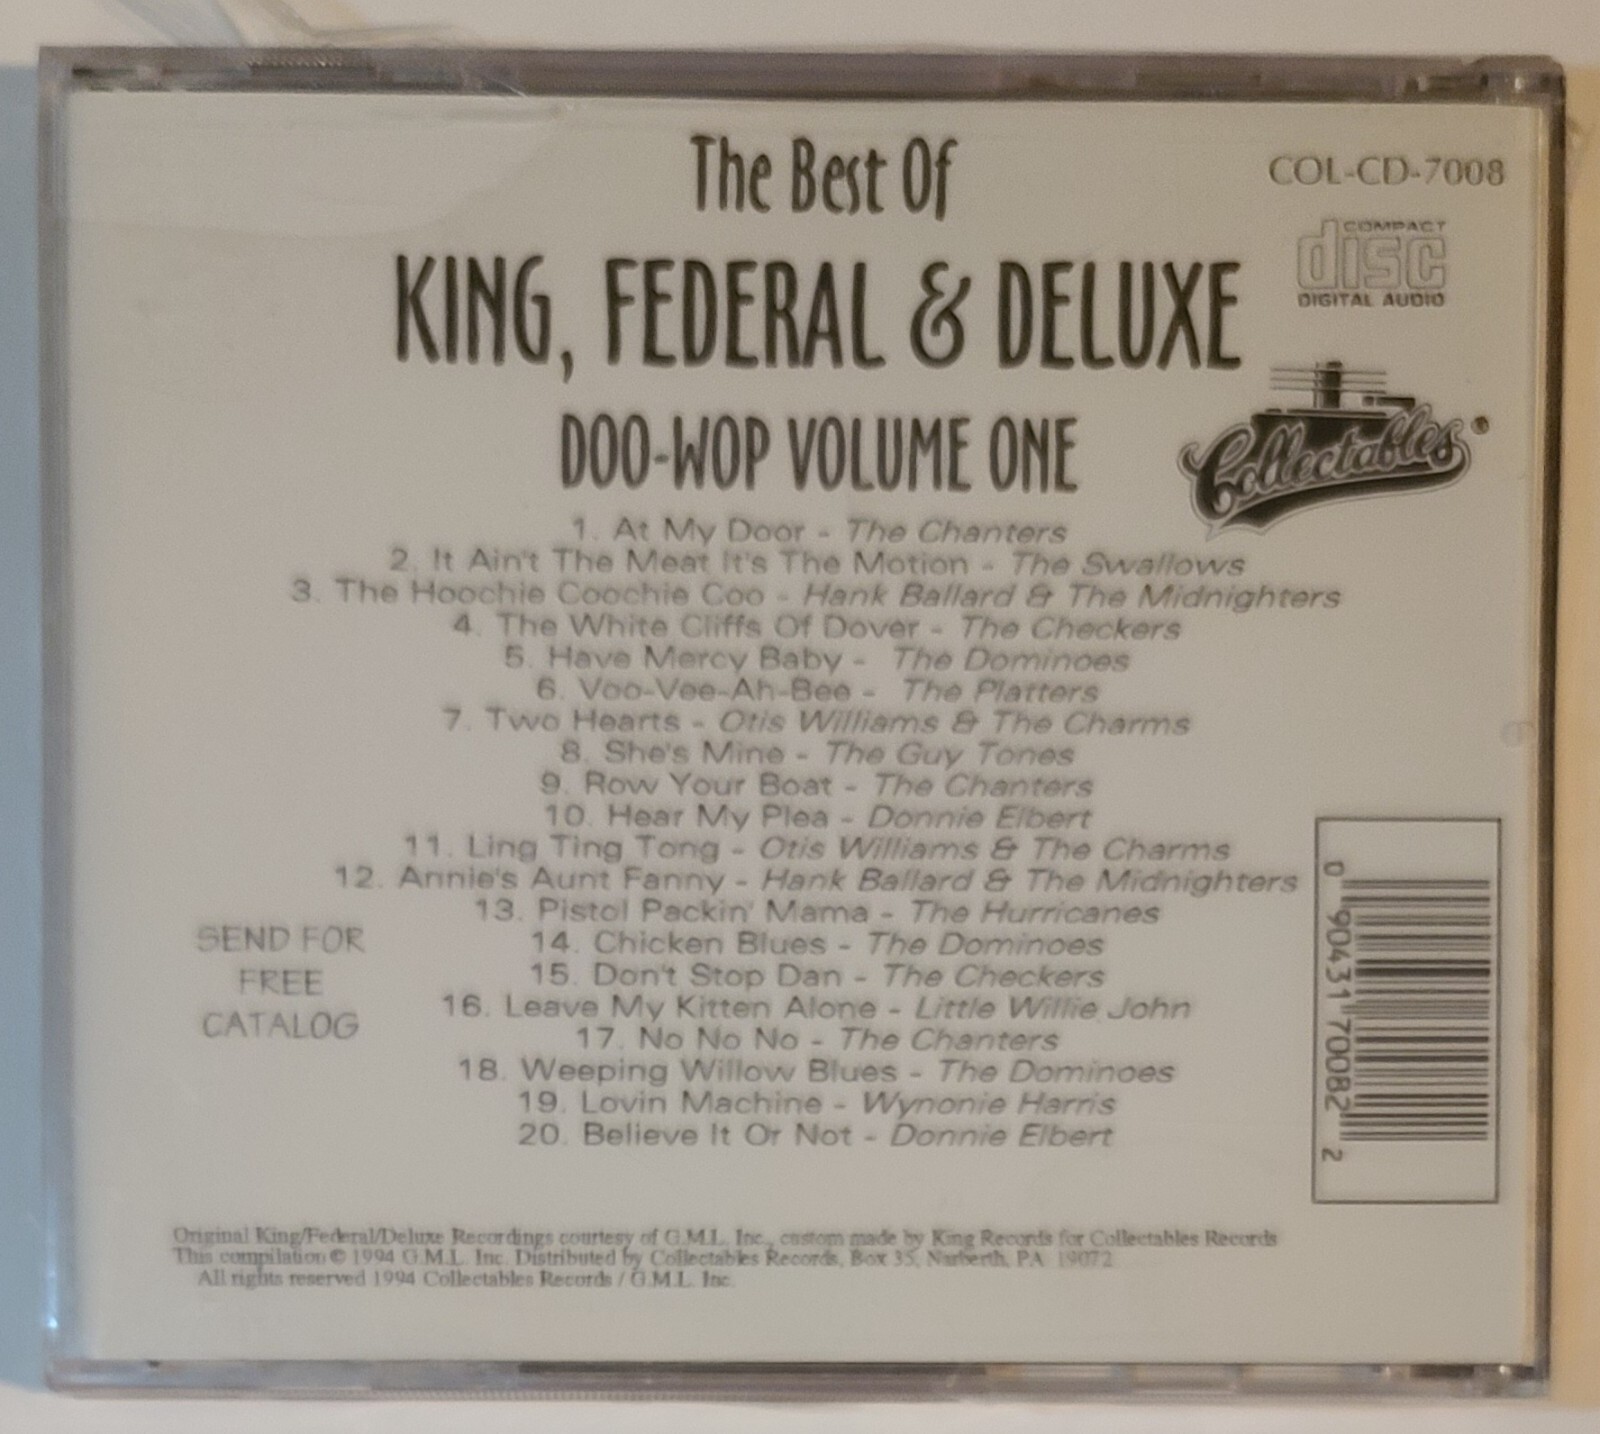 The Best Of
COL-CD-7008
COMPACT
disc
DIGITAL AUDIO
KING, FEDERAL & DELUXE
Collectables®
DOO-WOP VOLUME ONE
1. At My Door - The Chanters
2. It Ain't The Meat It's The Motion - The Swallows
3. The Hoochie Coochie Coo - Hank Ballard & The Midnighters
4. The White Cliffs Of Dover - The Checkers
5. Have Mercy Baby - The Dominoes
6. Voo-Vee-Ah-Bee - The Platters
7. Two Hearts - Otis Williams & The Charms
8. She's Mine - The Guy Tones
9. Row Your Boat - The Chanters
10. Hear My Plea - Donnie Elbert
11. Ling Ting Tong - Otis Williams & The Charms
12. Annie's Aunt Fanny - Hank Ballard & The Midnighters
13. Pistol Packin' Mama - The Hurricanes
14. Chicken Blues - The Dominoes
15. Don't Stop Dan - The Checkers
16. Leave My Kitten Alone - Little Willie John
17. No No No - The Chanters
18. Weeping Willow Blues - The Dominoes
19. Lovin Machine - Wynonie Harris
20. Believe It Or Not - Donnie Elbert
SEND FOR
FREE
CATALOG
0 90431 70082 2
Original King/Federal/Deluxe Recordings courtesy of G.M.L. Inc., custom made by King Records for Collectables Records
This compilation © 1994 G.M.L. Inc. Distributed by Collectables Records, Box 35, Narberth, PA 19072
All rights reserved 1994 Collectables Records / G.M.L. Inc.